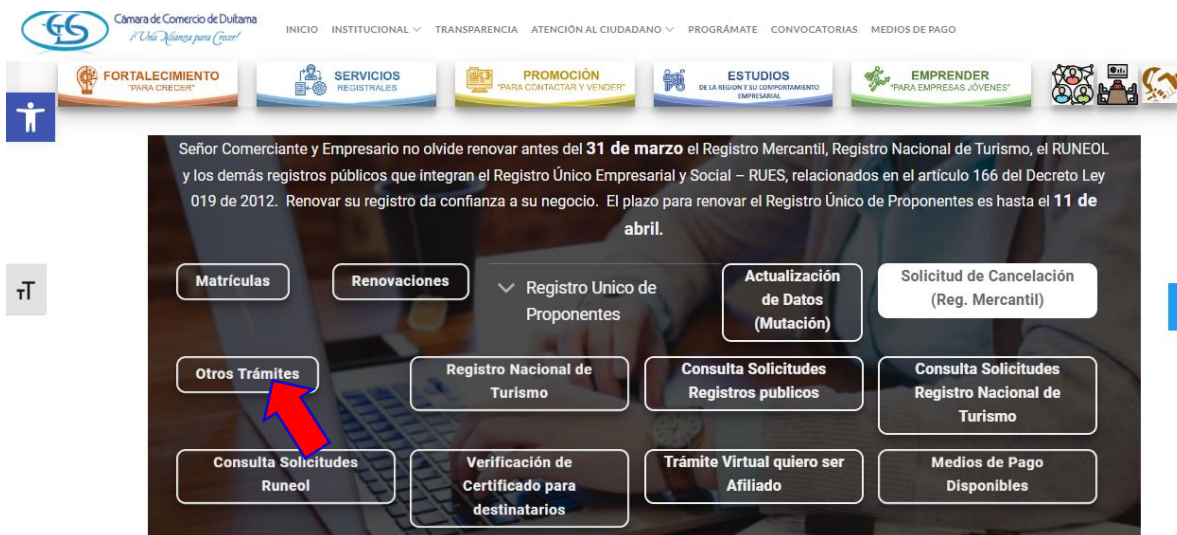 Cámara de Comercio de Duitama
¡Una Alianza para Crecer!
INICIO INSTITUCIONAL TRANSPARENCIA ATENCIÓN AL CIUDADANO PROGRÁMATE CONVOCATORIAS MEDIOS DE PAGO
FORTALECIMIENTO
"PARA CRECER"
SERVICIOS
REGISTRALES
PROMOCIÓN
"PARA CONTACTAR Y VENDER"
ESTUDIOS
DE LA REGION Y SU COMPORTAMIENTO
EMPRESARIAL
EMPRENDER
"PARA EMPRESAS JÓVENES"
Señor Comerciante y Empresario no olvide renovar antes del 31 de marzo el Registro Mercantil, Registro Nacional de Turismo, el RUNEOL
y los demás registros públicos que integran el Registro Único Empresarial y Social – RUES, relacionados en el artículo 166 del Decreto Ley
019 de 2012. Renovar su registro da confianza a su negocio. El plazo para renovar el Registro Único de Proponentes es hasta el 11 de
abril.
Matrículas
Renovaciones
Registro Unico de
Proponentes
Actualización
de Datos
(Mutación)
Solicitud de Cancelación
(Reg. Mercantil)
Otros Trámites
Registro Nacional de
Turismo
Consulta Solicitudes
Registros publicos
Consulta Solicitudes
Registro Nacional de
Turismo
Consulta Solicitudes
Runeol
Verificación de
Certificado para
destinatarios
Trámite Virtual quiero ser
Afiliado
Medios de Pago
Disponibles